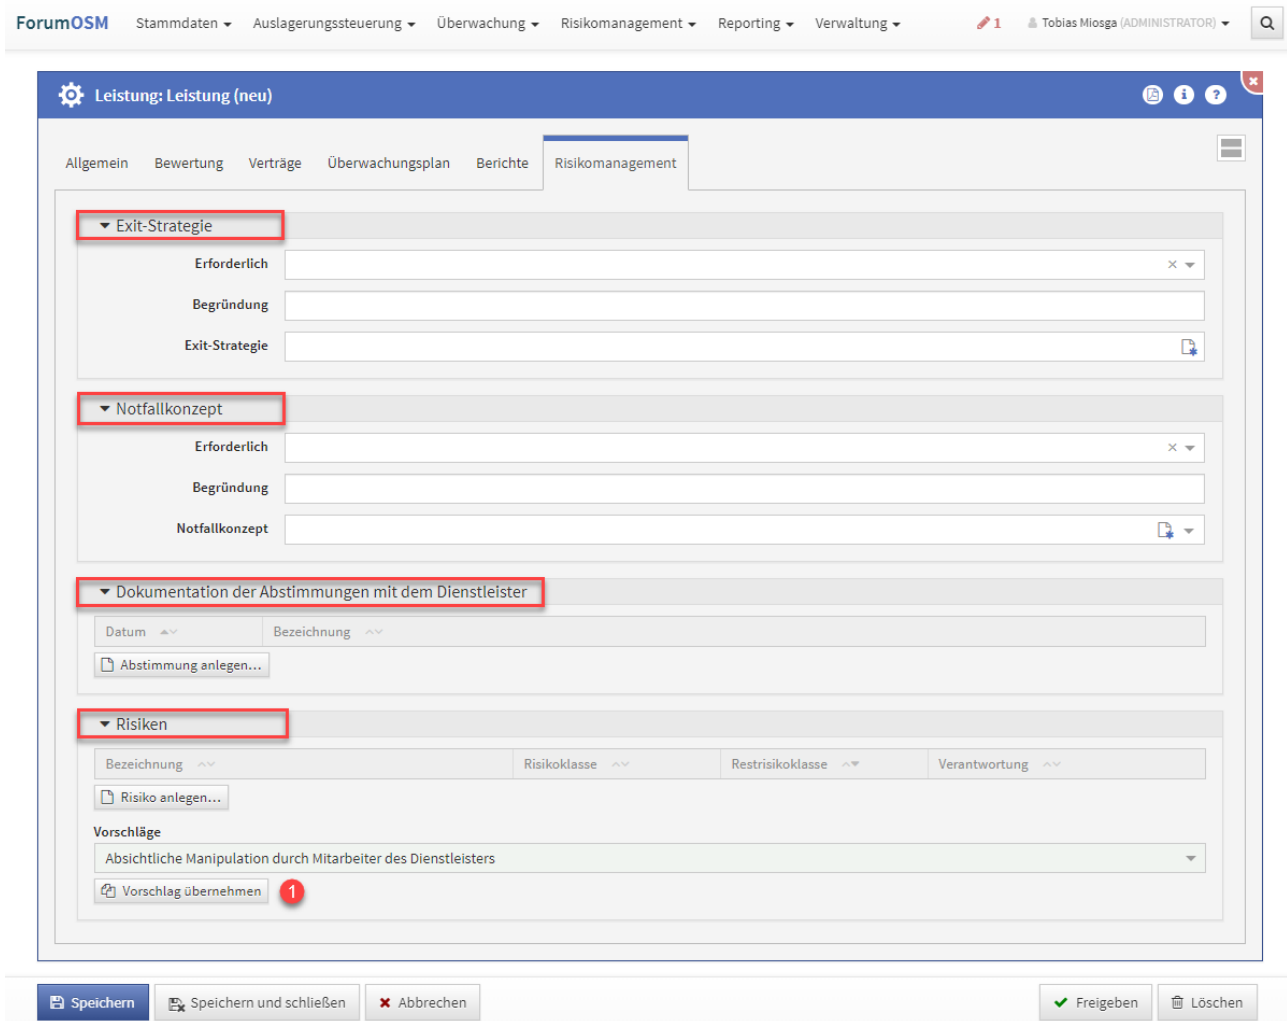 ForumOSM Stammdaten Auslagerungssteuerung Überwachung Risikomanagement Reporting Verwaltung 1 Tobias Miosga (ADMINISTRATOR)
Leistung: Leistung (neu)
Allgemein Bewertung Verträge Überwachungsplan Berichte Risikomanagement
Exit-Strategie
Erforderlich
Begründung
Exit-Strategie
Notfallkonzept
Erforderlich
Begründung
Notfallkonzept
Dokumentation der Abstimmungen mit dem Dienstleister
Datum Bezeichnung
Abstimmung anlegen...
Risiken
Bezeichnung Risikoklasse Restrisikoklasse Verantwortung
Risiko anlegen...
Vorschläge
Absichtliche Manipulation durch Mitarbeiter des Dienstleisters
Vorschlag übernehmen 1
Speichern Speichern und schließen Abbrechen Freigeben Löschen